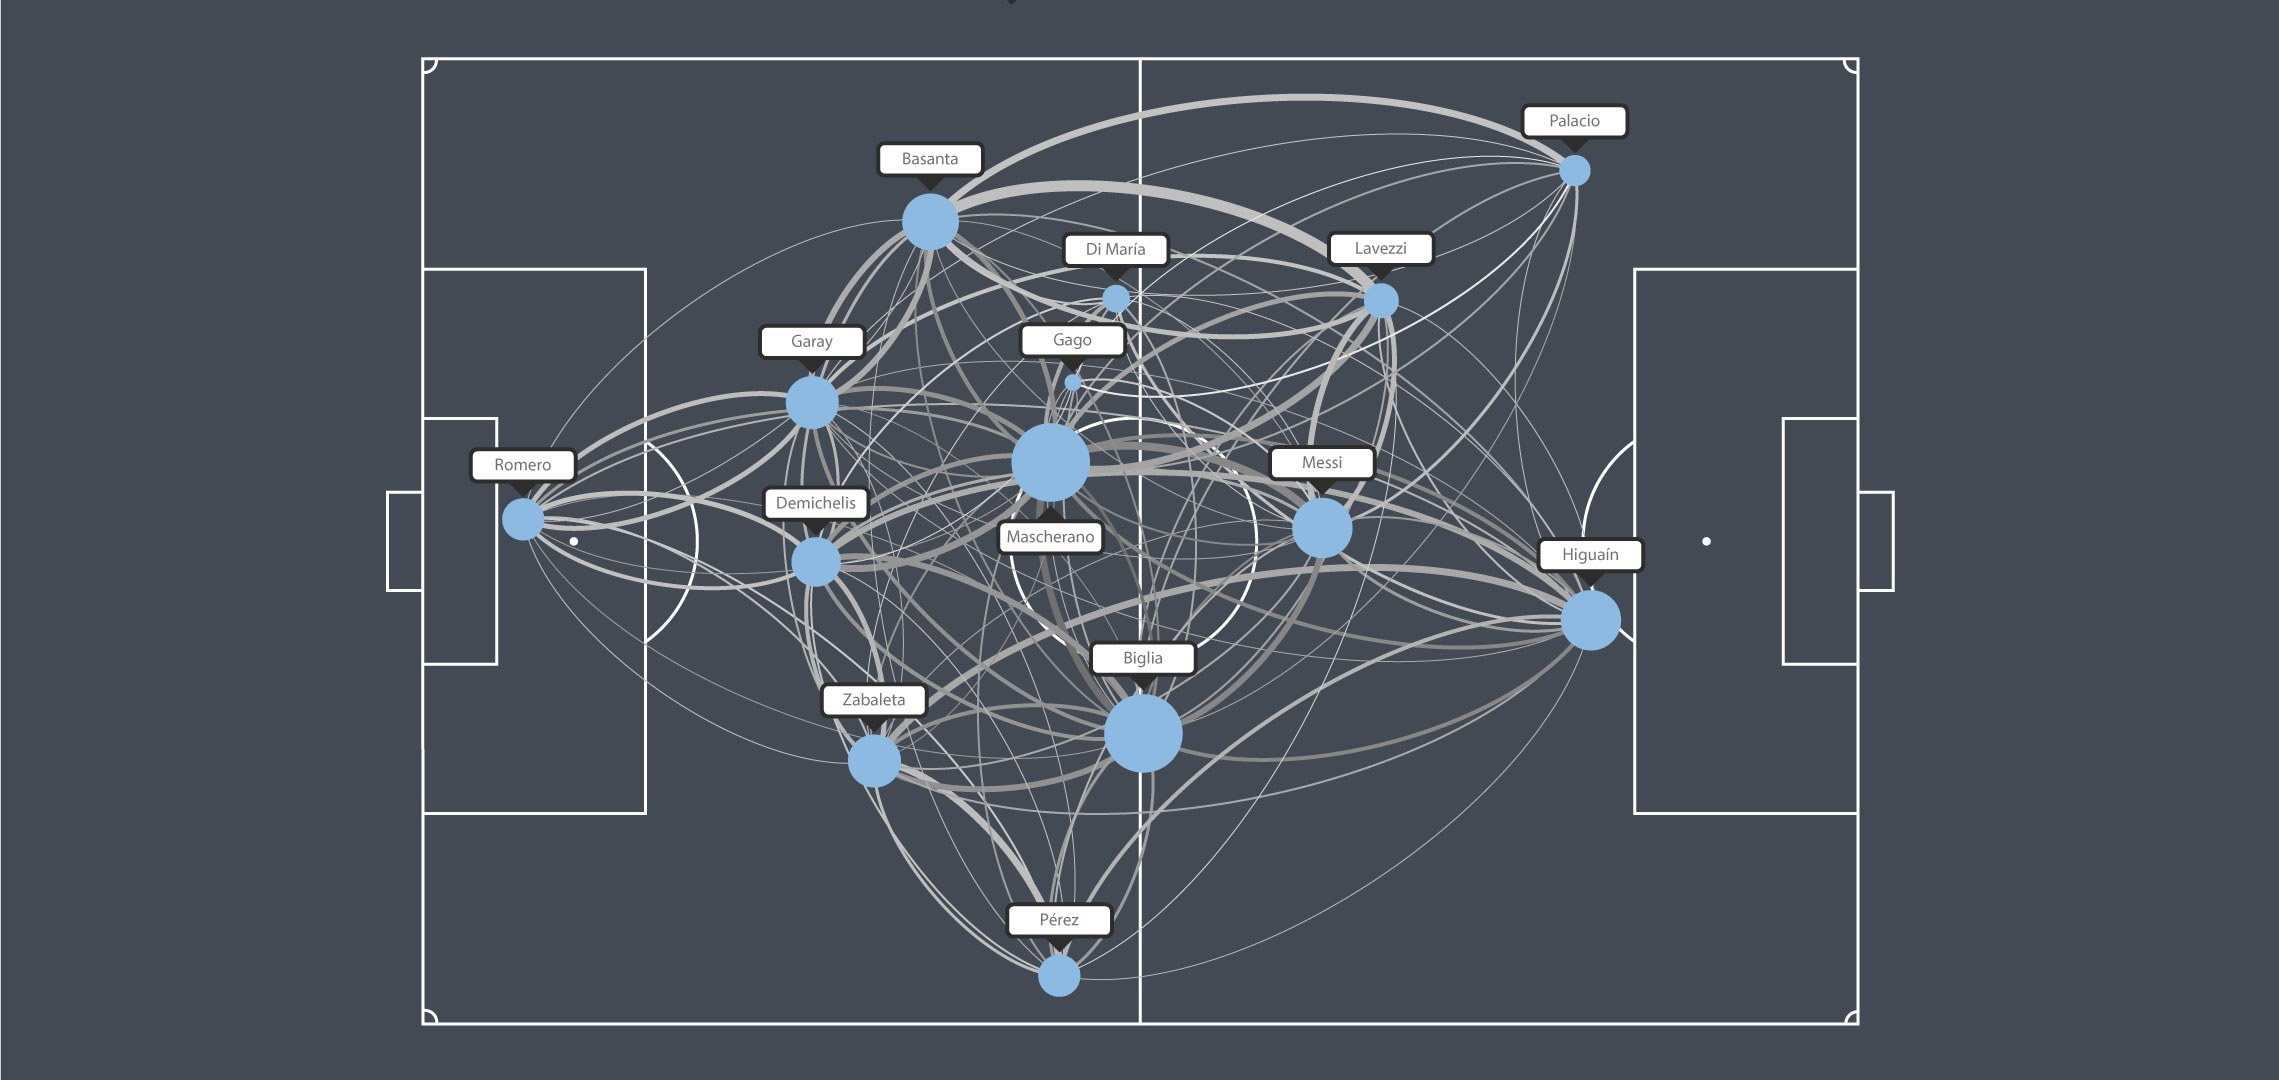 Palacio
Basanta
Di María
Lavezzi
Gago
Garay
Romero
Messi
Demichelis
Mascherano
Higuaín
Biglia
Zabaleta
Pérez